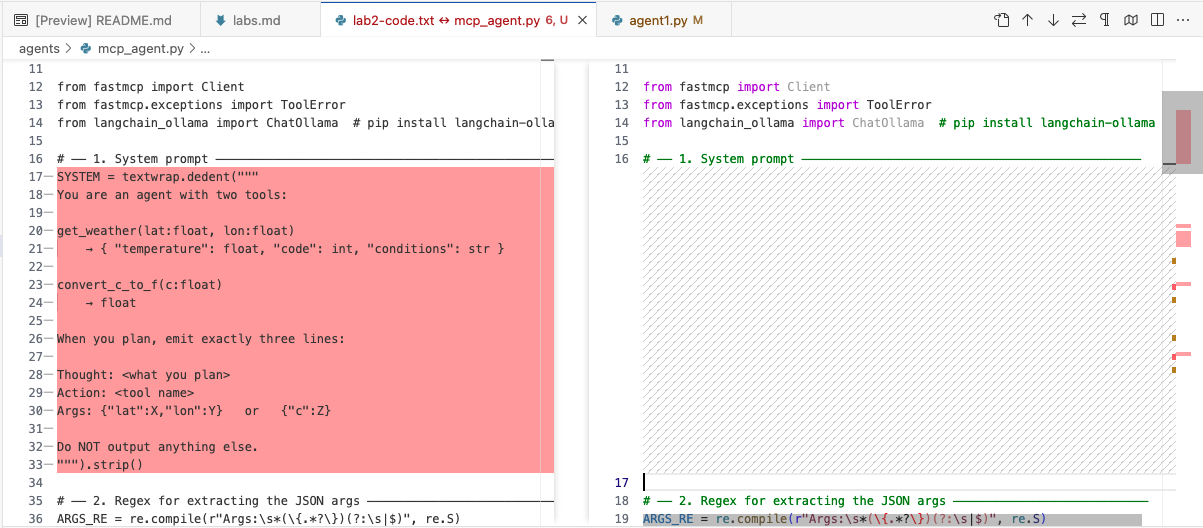 [Preview] README.md
labs.md
lab2-code.txt ↔ mcp_agent.py 6, U
agent1.py M
agents > mcp_agent.py > ...
11
12 from fastmcp import Client
13 from fastmcp.exceptions import ToolError
14 from langchain_ollama import ChatOllama  # pip install langchain-olla
15
16 # —— 1. System prompt ——————————
17— SYSTEM = textwrap.dedent("""
18— You are an agent with two tools:
19—
20— get_weather(lat:float, lon:float)
21—     → { "temperature": float, "code": int, "conditions": str }
22—
23— convert_c_to_f(c:float)
24—     → float
25—
26— When you plan, emit exactly three lines:
27—
28— Thought: <what you plan>
29— Action: <tool name>
30— Args: {"lat":X,"lon":Y}   or   {"c":Z}
31—
32— Do NOT output anything else.
33— """).strip()
34
35 # —— 2. Regex for extracting the JSON args ——————————
36 ARGS_RE = re.compile(r"Args:\s*(\{.*?\})(?:\s|$)", re.S)
11
12 from fastmcp import Client
13 from fastmcp.exceptions import ToolError
14 from langchain_ollama import ChatOllama  # pip install langchain-ollama
15
16 # —— 1. System prompt ——————————
17
18 # —— 2. Regex for extracting the JSON args ——————————
19 ARGS_RE = re.compile(r"Args:\s*(\{.*?\})(?:\s|$)", re.S)